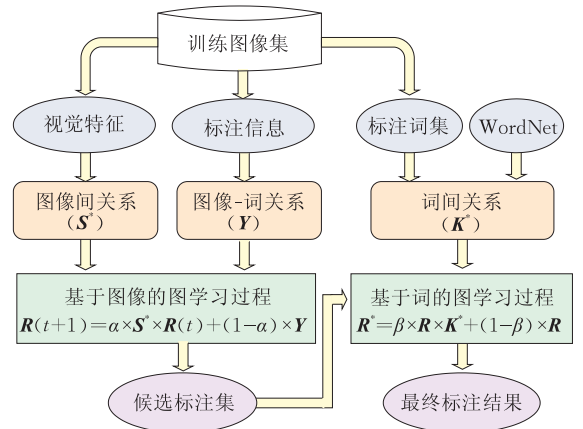 训练图像集
视觉特征
标注信息
标注词集
WordNet
图像间关系
(S*)
图像-词关系
(Y)
词间关系
(K*)
基于图像的图学习过程
R(t+1)=α×S*×R(t)+(1-α)×Y
基于词的图学习过程
R*=β×R×K*+(1-β)×R
候选标注集
最终标注结果